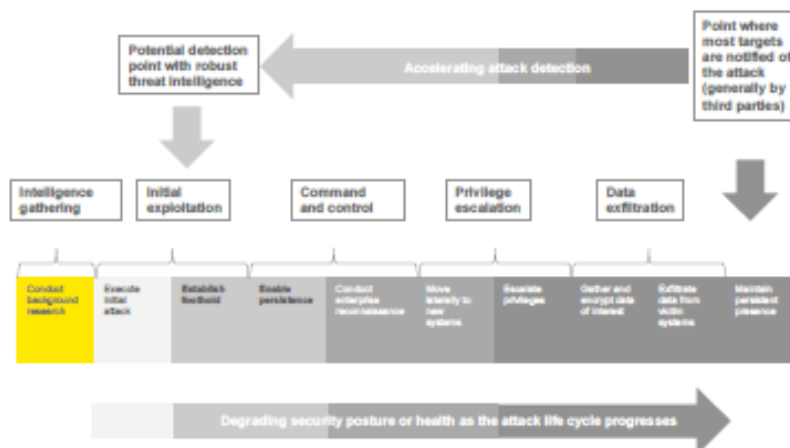 Potential detection
point with robust
threat intelligence
Accelerating attack detection
Point where
most targets
are notified of
the attack
(generally by
third parties)
Intelligence
gathering
Initial
exploitation
Command
and control
Privilege
escalation
Data
exfiltration
Conduct
background
research
Execute
initial
attack
Establish
foothold
Enable
persistence
Conduct
enterprise
reconnaissance
Move
laterally to
new
systems
Escalate
privileges
Gather and
encrypt data
of interest
Exfiltrate
data from
victim
systems
Maintain
persistent
presence
Degrading security posture or health as the attack life cycle progresses